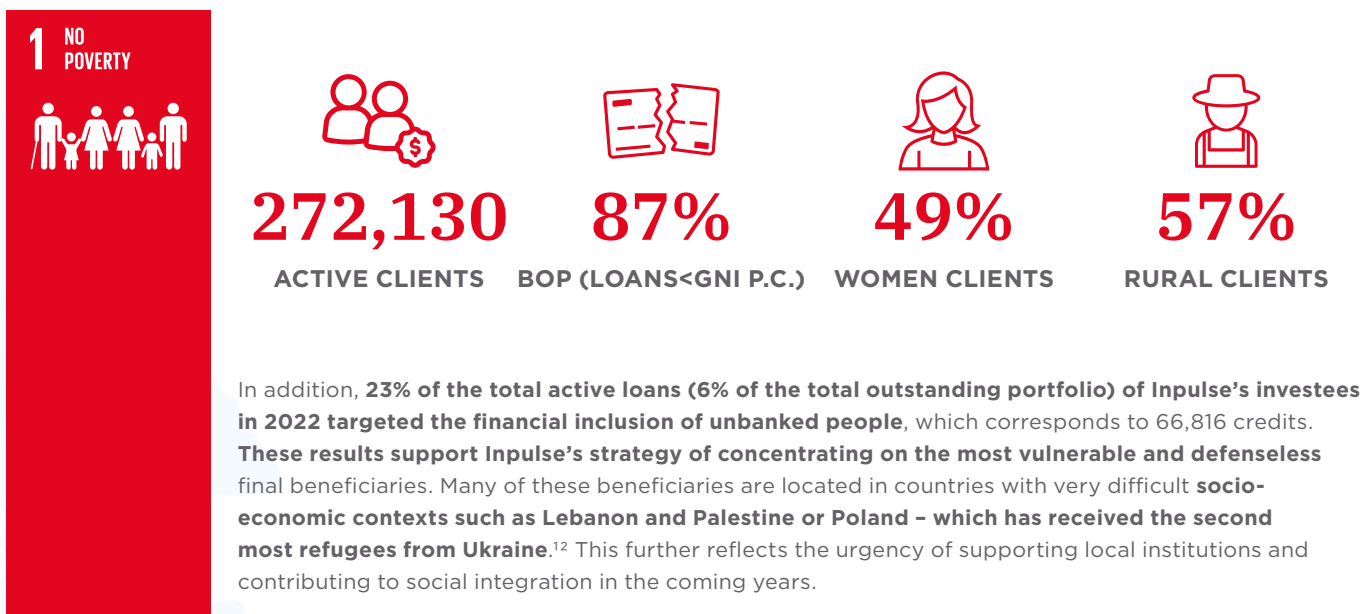 1 NO
POVERTY
$
272,130
87%
49%
57%
ACTIVE CLIENTS
BOP (LOANS<GNI P.C.)
WOMEN CLIENTS
RURAL CLIENTS
In addition, 23% of the total active loans (6% of the total outstanding portfolio) of Inpulse’s investees
in 2022 targeted the financial inclusion of unbanked people, which corresponds to 66,816 credits.
These results support Inpulse’s strategy of concentrating on the most vulnerable and defenseless
final beneficiaries. Many of these beneficiaries are located in countries with very difficult socio-
economic contexts such as Lebanon and Palestine or Poland – which has received the second
most refugees from Ukraine.¹² This further reflects the urgency of supporting local institutions and
contributing to social integration in the coming years.